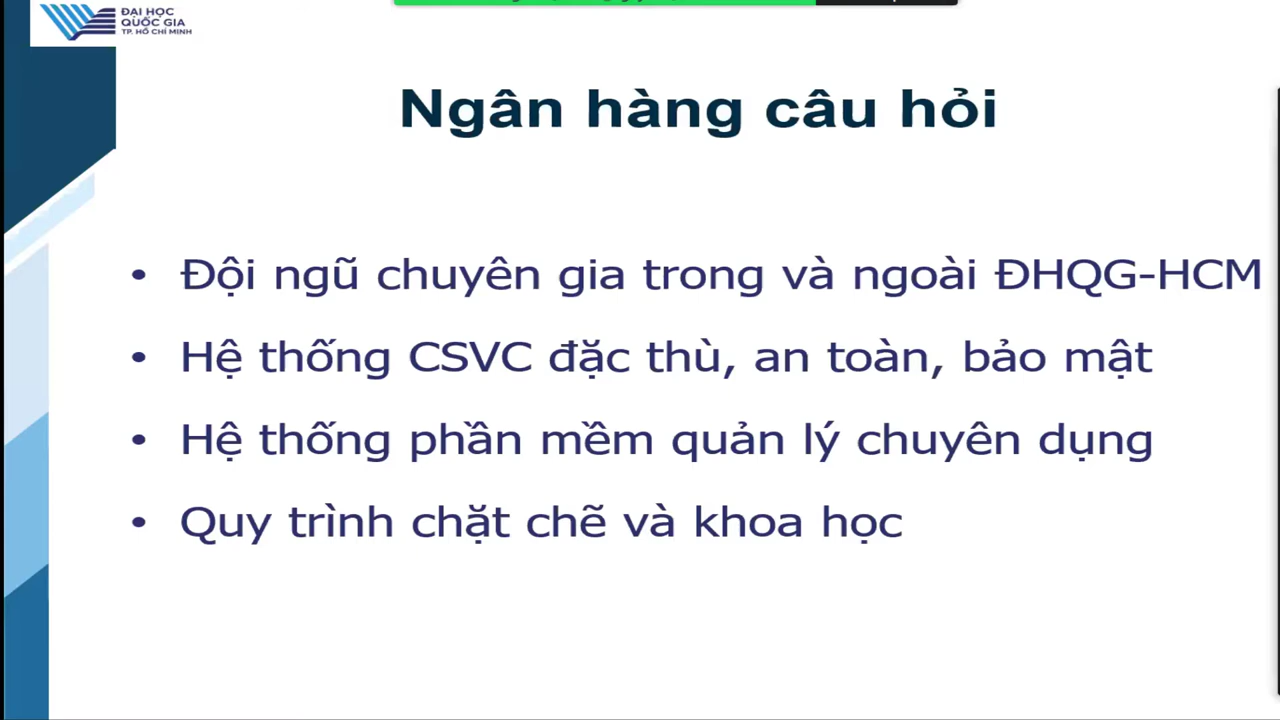 ĐẠI HỌC
QUỐC GIA
TP. HỒ CHÍ MINH
Ngân hàng câu hỏi
• Đội ngũ chuyên gia trong và ngoài ĐHQG-HCM
• Hệ thống CSVC đặc thù, an toàn, bảo mật
• Hệ thống phần mềm quản lý chuyên dụng
• Quy trình chặt chẽ và khoa học